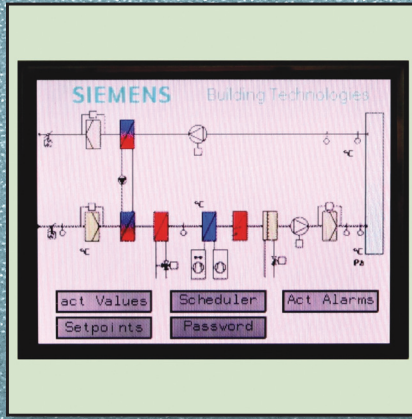 SIEMENS Building Technologies
°C
°C
°C
°C
Pa
act Values Scheduler Act Alarms
Setpoints Password